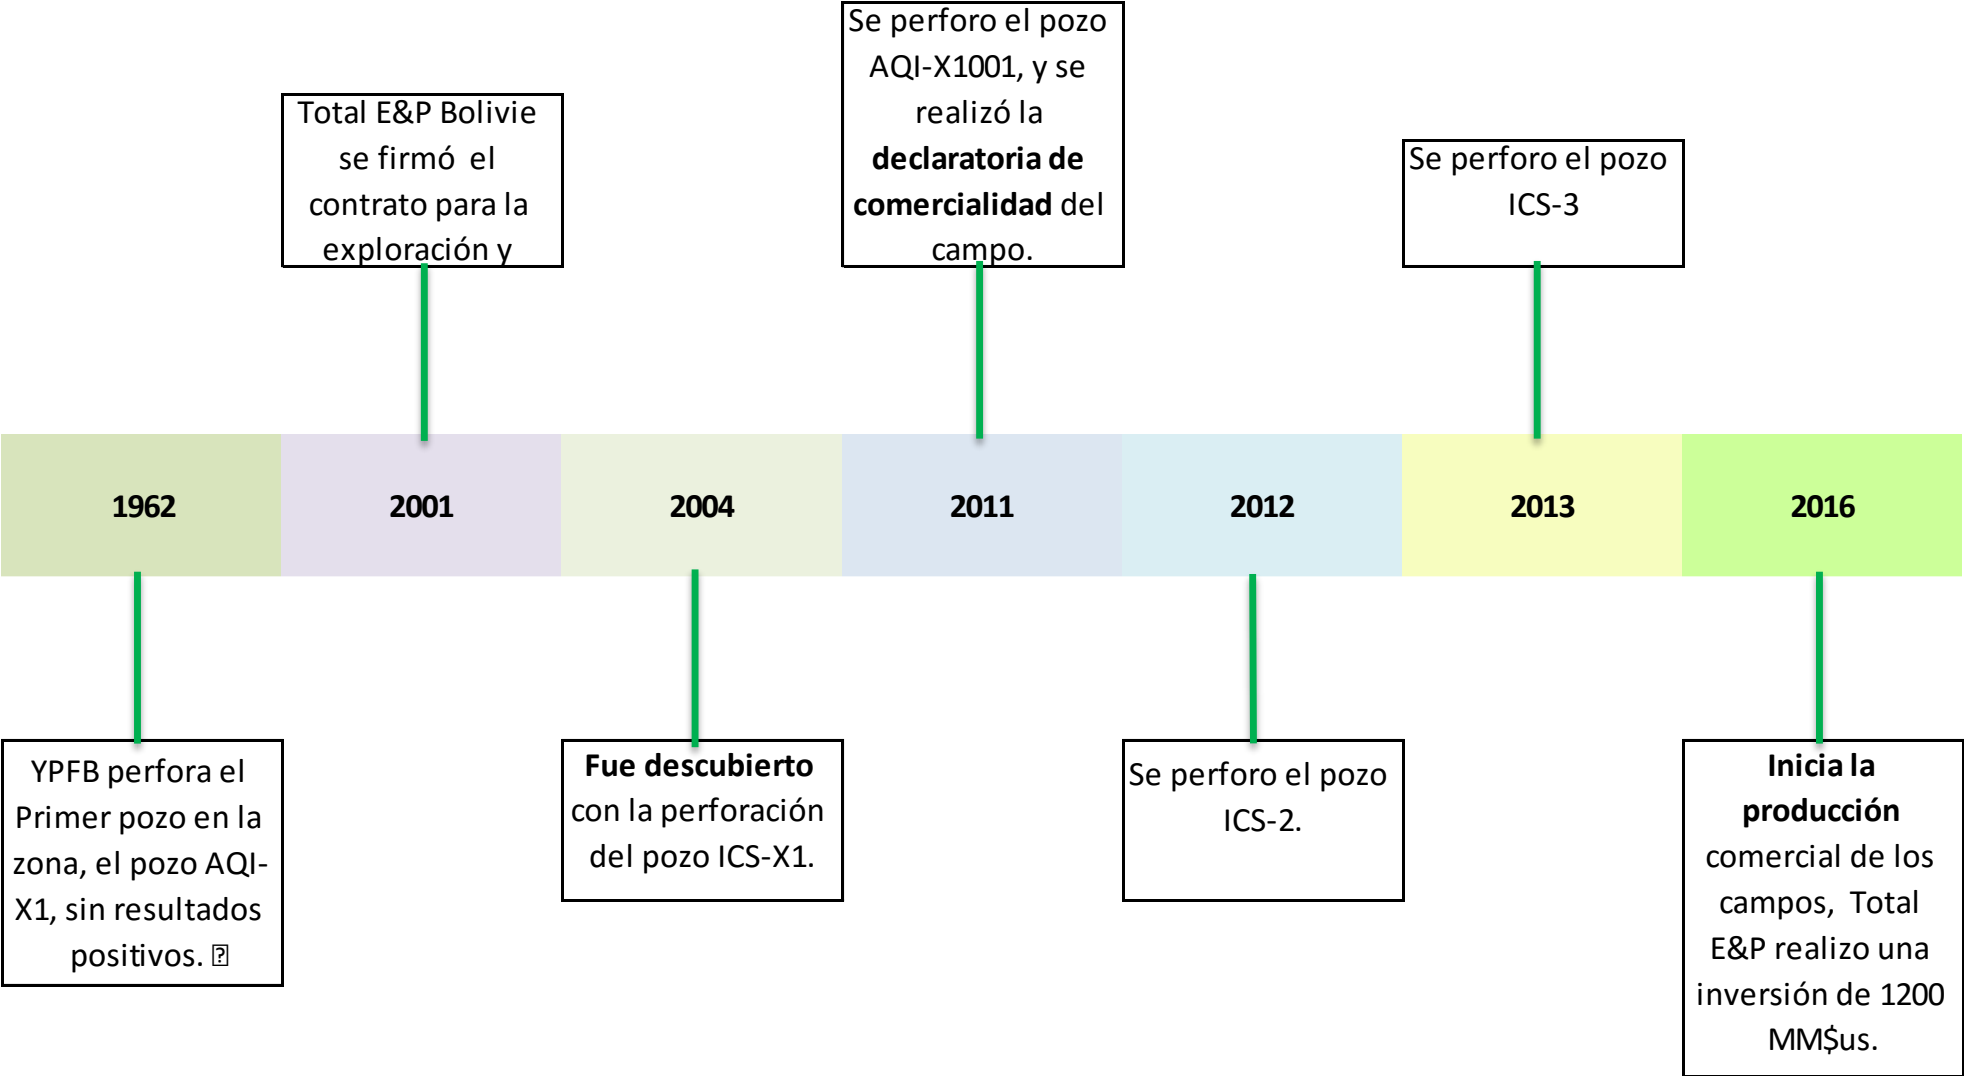 Se perforo el pozo
AQI-X1001, y se
realizó la
declaratoria de
comercialidad del
campo.
Total E&P Bolivie
se firmó el
contrato para la
exploración y
Se perforo el pozo
ICS-3
1962
2001
2004
2011
2012
2013
2016
YPFB perfora el
Primer pozo en la
zona, el pozo AQI-
X1, sin resultados
positivos.
Fue descubierto
con la perforación
del pozo ICS-X1.
Se perforo el pozo
ICS-2.
Inicia la
producción
comercial de los
campos, Total
E&P realizo una
inversión de 1200
MM$us.